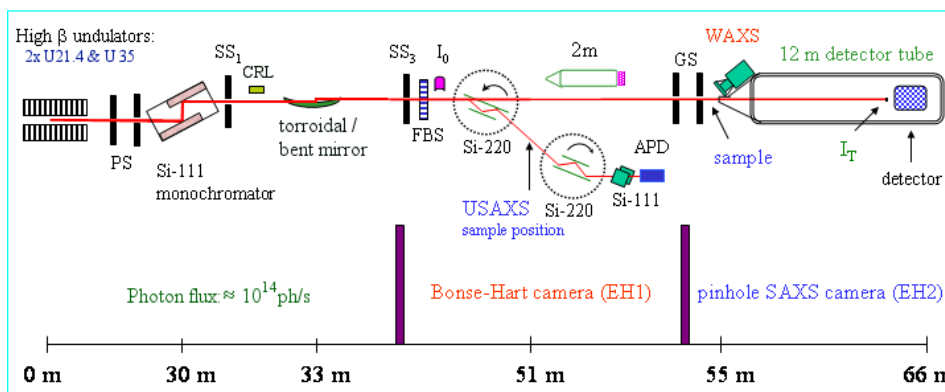 High β undulators:
2x U21.4 & U 35
PS
Si-111
monochromator
SS1
CRL
torroidal /
bent mirror
SS3
I0
FBS
Si-220
2m
USAXS
sample position
Si-220
APD
Si-111
GS
WAXS
sample
12 m detector tube
IT
detector
Photon flux: ≈ 10^14 ph/s
Bonse-Hart camera (EH1)
pinhole SAXS camera (EH2)
0 m
30 m
33 m
51 m
55 m
66 m